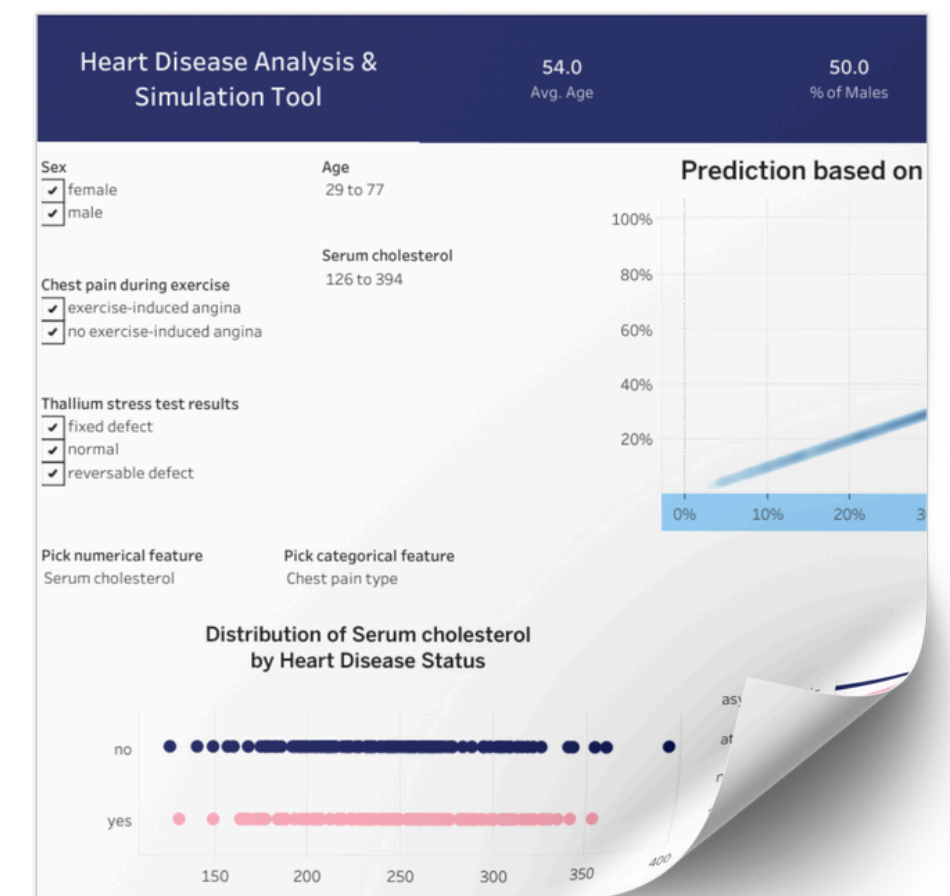 Heart Disease Analysis &
Simulation Tool
54.0
Avg. Age
50.0
% of Males
Sex
female
male
Age
29 to 77
Serum cholesterol
126 to 394
Chest pain during exercise
exercise-induced angina
no exercise-induced angina
Thallium stress test results
fixed defect
normal
reversable defect
Prediction based on
100%
80%
60%
40%
20%
0% 10% 20% 3
Pick numerical feature
Serum cholesterol
Pick categorical feature
Chest pain type
Distribution of Serum cholesterol
by Heart Disease Status
no
yes
150 200 250 300 350 400